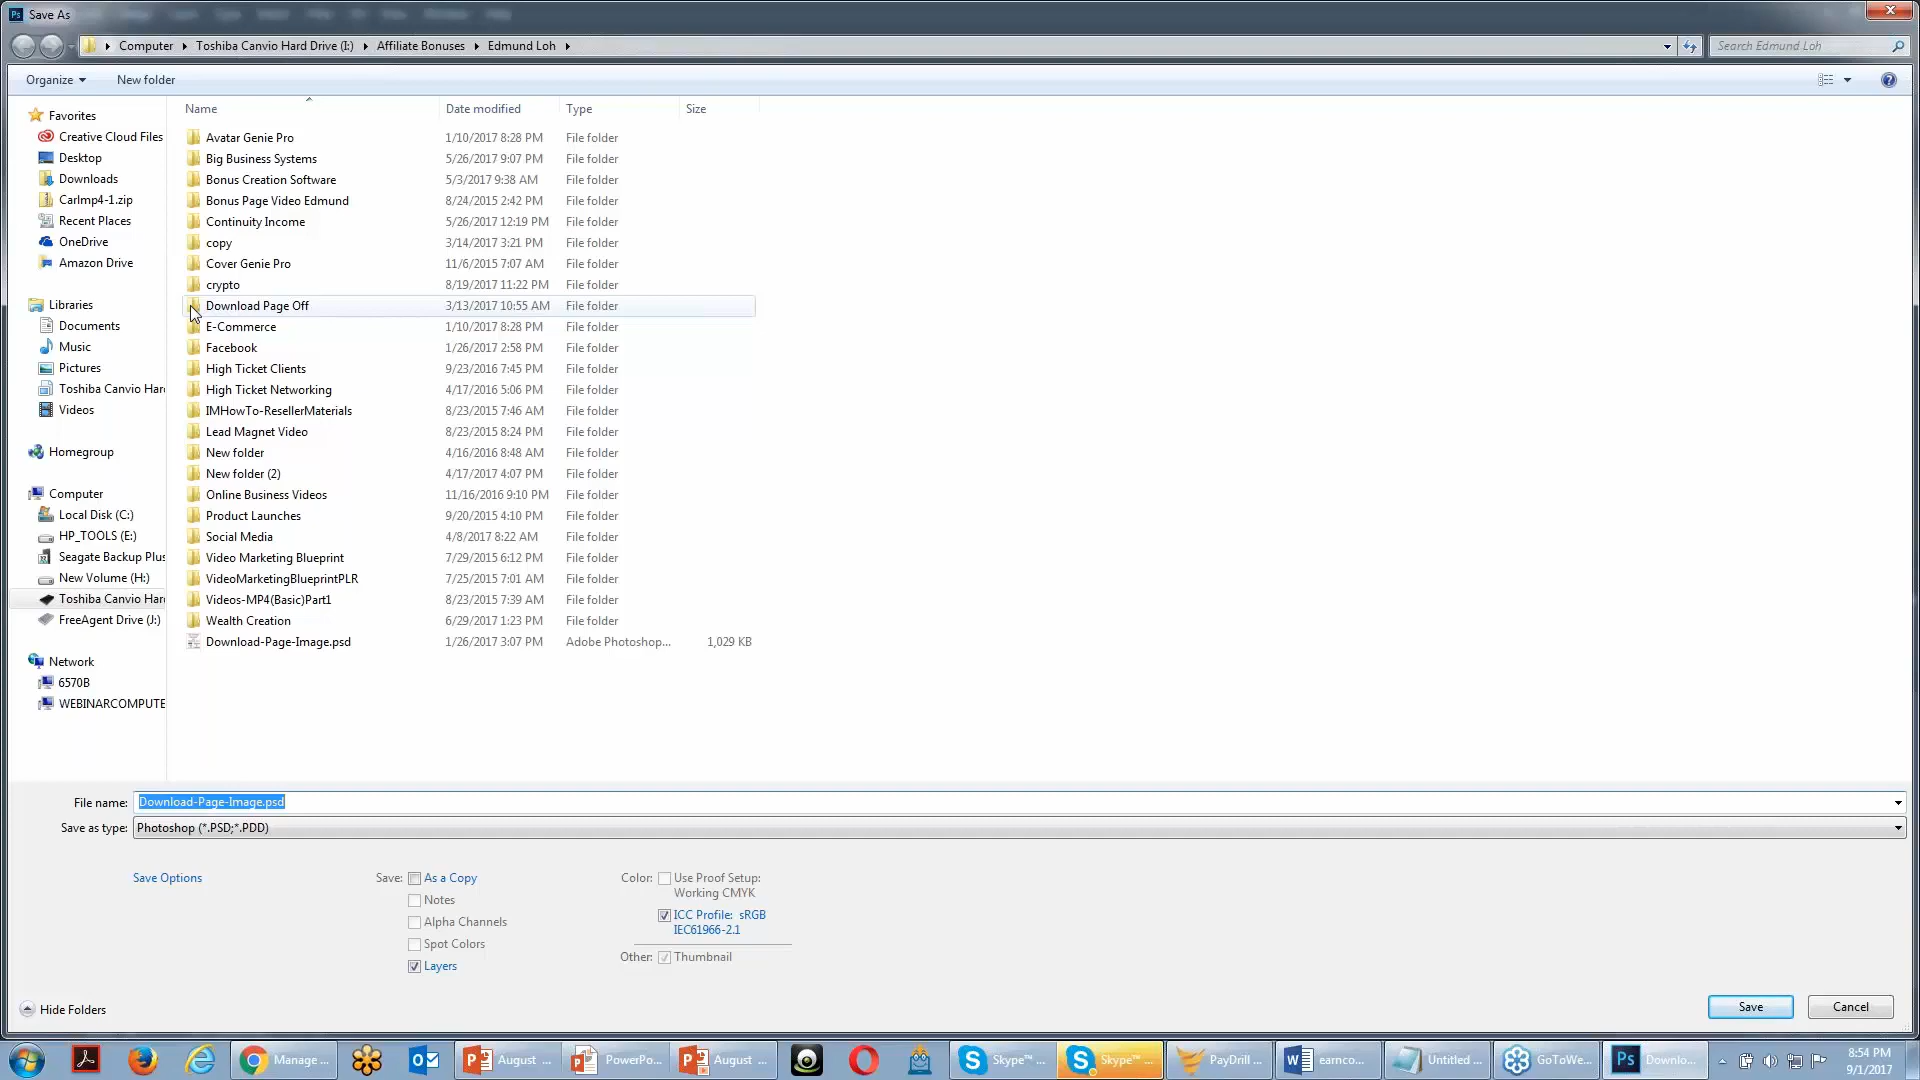 Save As
Computer Toshiba Canvio Hard Drive (I:) Affiliate Bonuses Edmund Loh
Search Edmund Loh
Organize New folder
Name Date modified Type Size
Favorites
Creative Cloud Files
Desktop
Downloads
CarImp4-1.zip
Recent Places
OneDrive
Amazon Drive
Libraries
Documents
Music
Pictures
Toshiba Canvio Har
Videos
Homegroup
Computer
Local Disk (C:)
HP_TOOLS (E:)
Seagate Backup Plus
New Volume (H:)
Toshiba Canvio Har
FreeAgent Drive (J:)
Network
6570B
WEBINARCOMPUTE
Avatar Genie Pro 1/10/2017 8:28 PM File folder
Big Business Systems 5/26/2017 9:07 PM File folder
Bonus Creation Software 5/3/2017 9:38 AM File folder
Bonus Page Video Edmund 8/24/2015 2:42 PM File folder
Continuity Income 5/26/2017 12:19 PM File folder
copy 3/14/2017 3:21 PM File folder
Cover Genie Pro 11/6/2015 7:07 AM File folder
crypto 8/19/2017 11:22 PM File folder
Download Page Off 3/13/2017 10:55 AM File folder
E-Commerce 1/10/2017 8:28 PM File folder
Facebook 1/26/2017 2:58 PM File folder
High Ticket Clients 9/23/2016 7:45 PM File folder
High Ticket Networking 4/17/2016 5:06 PM File folder
IMHowTo-ResellerMaterials 8/23/2015 7:46 AM File folder
Lead Magnet Video 8/23/2015 8:24 PM File folder
New folder 4/16/2016 8:48 AM File folder
New folder (2) 4/17/2017 4:07 PM File folder
Online Business Videos 11/16/2016 9:10 PM File folder
Product Launches 9/20/2015 4:10 PM File folder
Social Media 4/8/2017 8:22 AM File folder
Video Marketing Blueprint 7/29/2015 6:12 PM File folder
VideoMarketingBlueprintPLR 7/25/2015 7:01 AM File folder
Videos-MP4(Basic)Part1 8/23/2015 7:39 AM File folder
Wealth Creation 6/29/2017 1:23 PM File folder
Download-Page-Image.psd 1/26/2017 3:07 PM Adobe Photoshop... 1,029 KB
File name: Download-Page-Image.psd
Save as type: Photoshop (*.PSD;*.PDD)
Save Options
Save: As a Copy
Notes
Alpha Channels
Spot Colors
Layers
Color: Use Proof Setup:
Working CMYK
ICC Profile: sRGB
IEC61966-2.1
Other: Thumbnail
Hide Folders
Save Cancel
Manage ... August ... PowerPo... August ... Skype™ ... Skype™ ... PayDrill ... earnco... Untitled ... GoToWe... Downlo...
8:54 PM
9/1/2017